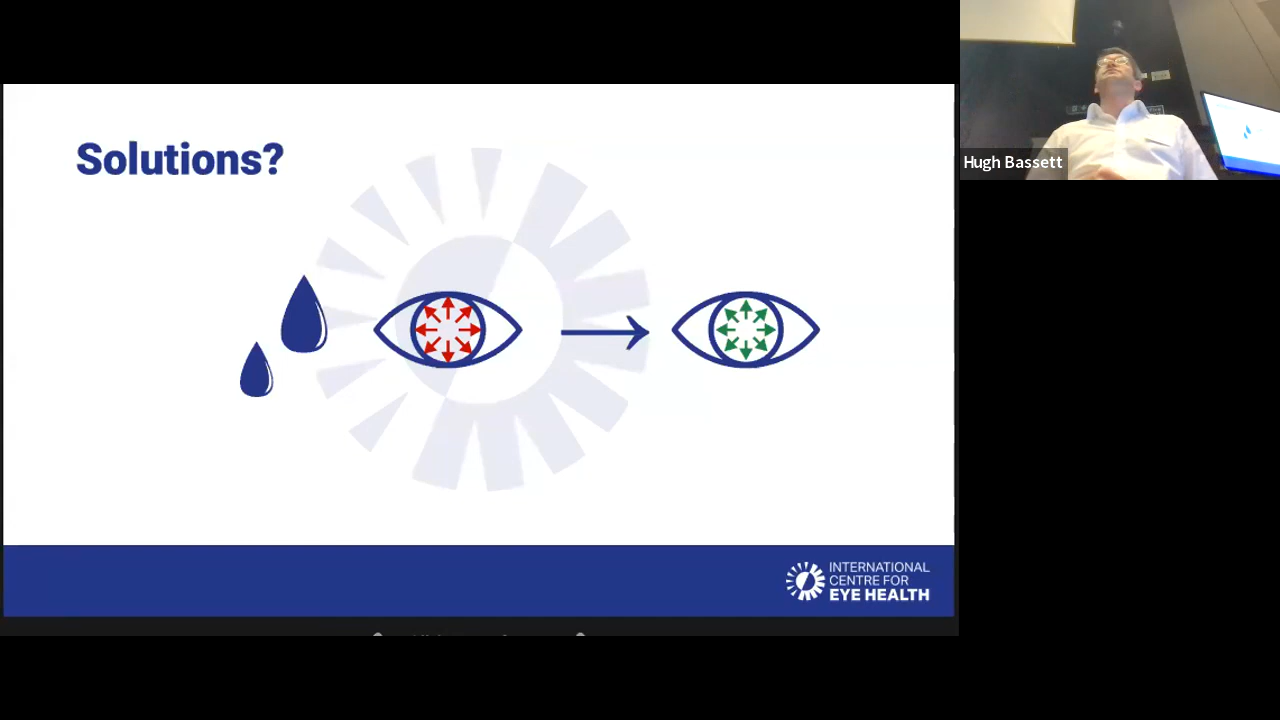 Solutions?
Hugh Bassett
INTERNATIONAL
CENTRE FOR
EYE HEALTH